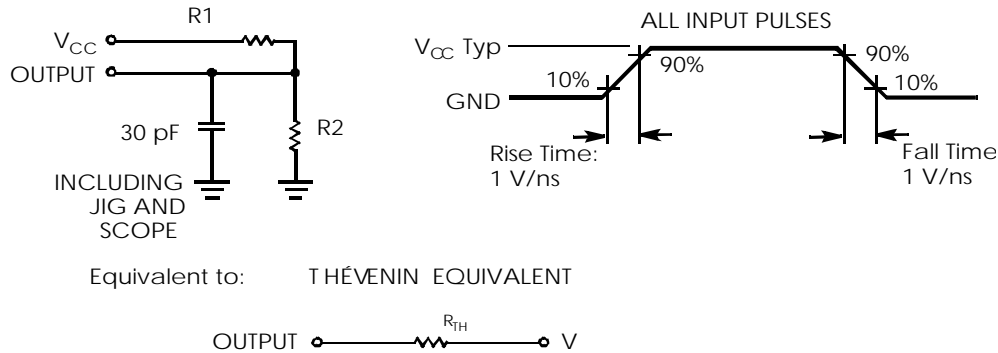 R1
V_CC
OUTPUT
30 pF
R2
INCLUDING
JIG AND
SCOPE
ALL INPUT PULSES
V_CC Typ
10%
90%
90%
10%
GND
Rise Time:
1 V/ns
Fall Time
1 V/ns
Equivalent to: THÉVENIN EQUIVALENT
R_TH
OUTPUT V